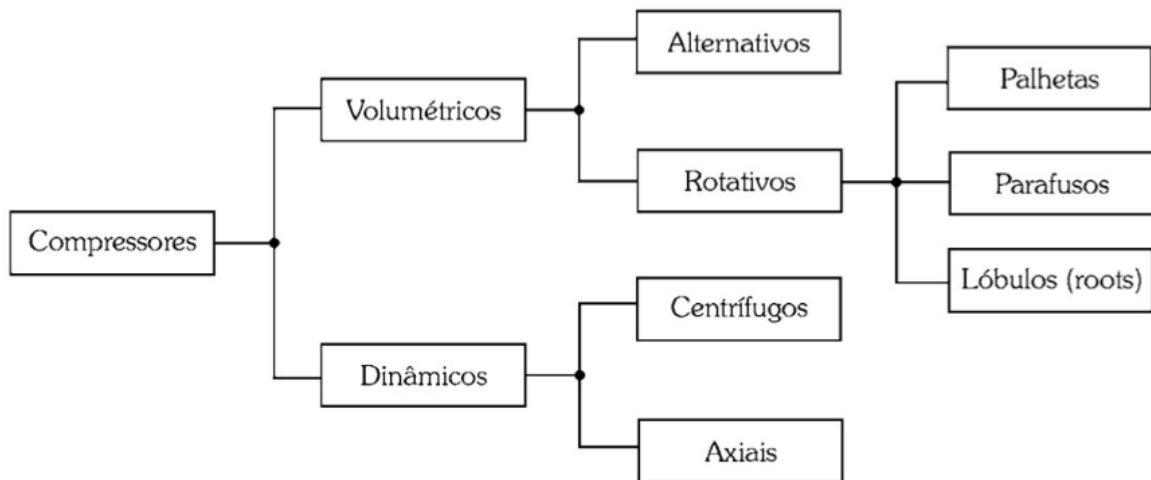 Compressores
Volumétricos
Alternativos
Rotativos
Palhetas
Parafusos
Lóbulos (roots)
Dinâmicos
Centrífugos
Axiais